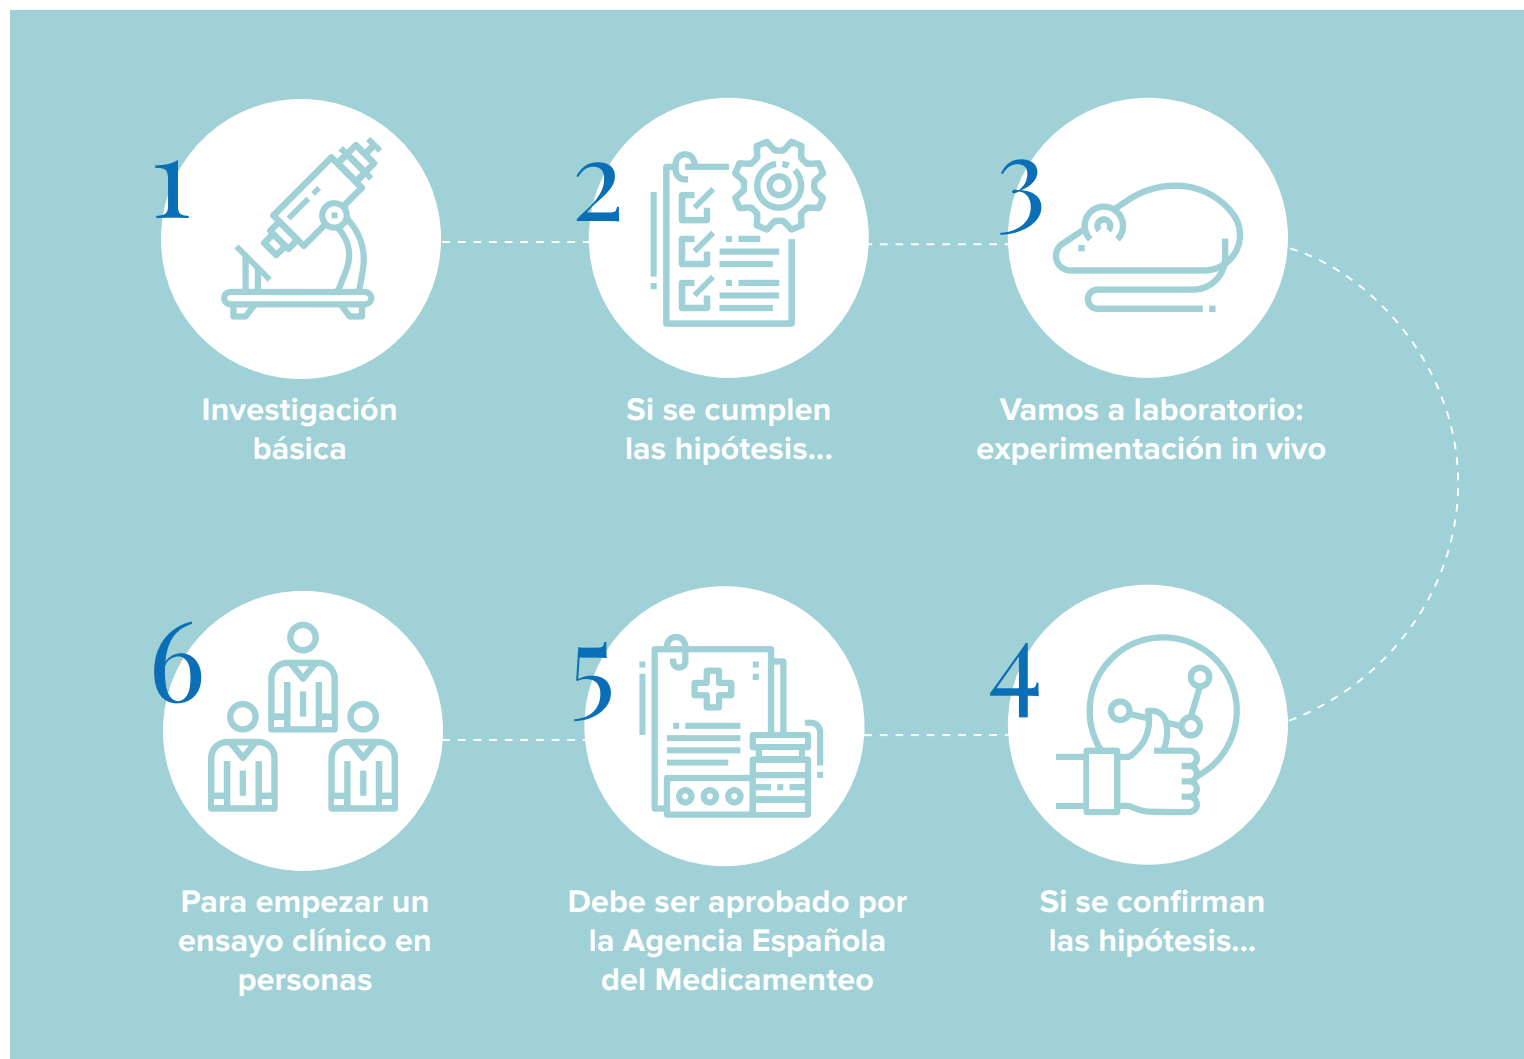 1
Investigación
básica
2
Si se cumplen
las hipótesis...
3
Vamos a laboratorio:
experimentación in vivo
4
Si se confirman
las hipótesis...
5
Debe ser aprobado por
la Agencia Española
del Medicamenteo
6
Para empezar un
ensayo clínico en
personas